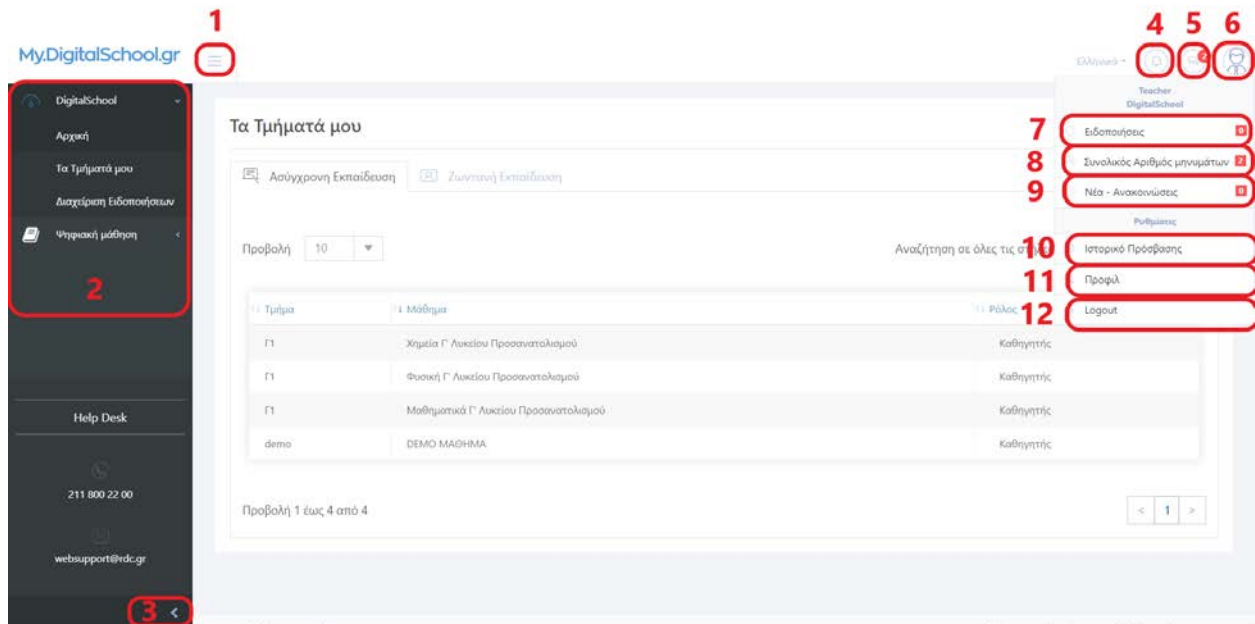 1
4 5 6
My.DigitalSchool.gr
Ελληνικά
2
DigitalSchool
Αρχική
Τα Τμήματά μου
Διαχείριση Ειδοποιήσεων
Ψηφιακή μάθηση
2
Help Desk
211 800 22 00
websupport@rdc.gr
3
Τα Τμήματά μου
Ασύγχρονη Εκπαίδευση Ζωντανή Εκπαίδευση
Προβολή 10
Αναζήτηση σε όλες τις
Τμήμα Μάθημα Ρόλος
Γ1 Χημεία Γ' Λυκείου Προσανατολισμού Καθηγητής
Γ1 Φυσική Γ' Λυκείου Προσανατολισμού Καθηγητής
Γ1 Μαθηματικά Γ' Λυκείου Προσανατολισμού Καθηγητής
demo DEMO ΜΑΘΗΜΑ Καθηγητής
Προβολή 1 έως 4 από 4
< 1 >
Teacher
DigitalSchool
7 Ειδοποιήσεις 0
8 Συνολικός Αριθμός μηνυμάτων 2
9 Νέα - Ανακοινώσεις 0
Ρυθμίσεις
10 Ιστορικό Πρόσβασης
11 Προφιλ
12 Logout